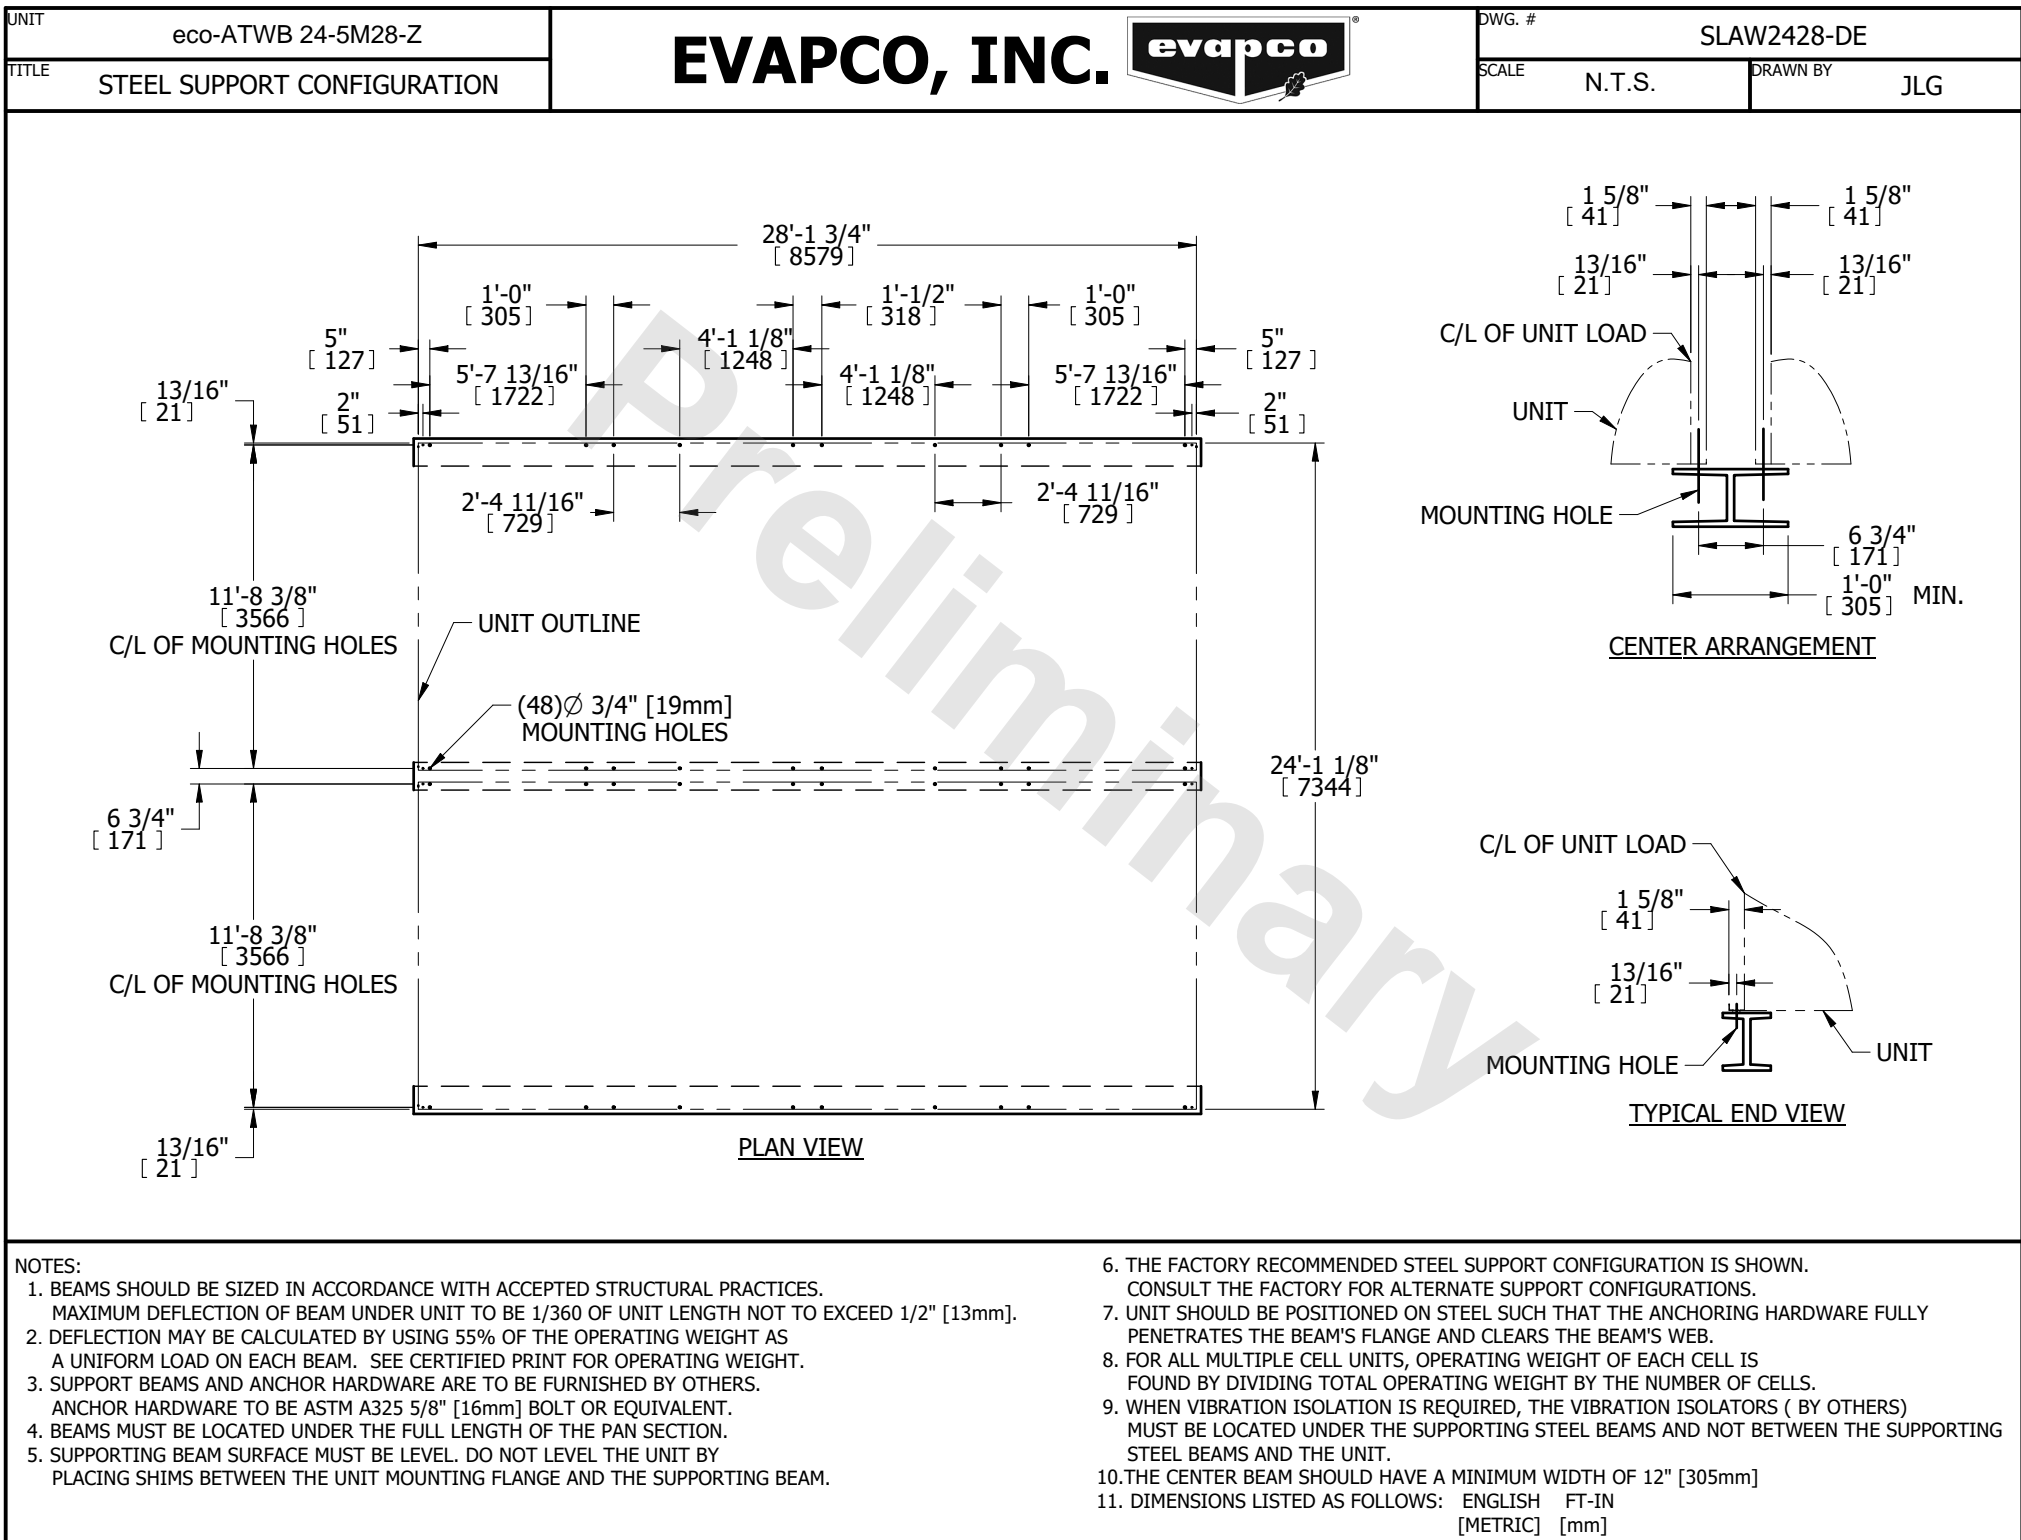 UNIT
eco-ATWB 24-5M28-Z
TITLE
STEEL SUPPORT CONFIGURATION
EVAPCO, INC.
evapco
®
DWG. #
SLAW2428-DE
SCALE
N.T.S.
DRAWN BY
JLG
28'-1 3/4"
[ 8579 ]
1'-0"
[ 305 ]
1'-1/2"
[ 318 ]
1'-0"
[ 305 ]
5"
[ 127 ]
4'-1 1/8"
[ 1248 ]
5"
[ 127 ]
13/16"
[ 21 ]
2"
[ 51 ]
5'-7 13/16"
[ 1722 ]
4'-1 1/8"
[ 1248 ]
5'-7 13/16"
[ 1722 ]
2"
[ 51 ]
2'-4 11/16"
[ 729 ]
2'-4 11/16"
[ 729 ]
11'-8 3/8"
[ 3566 ]
C/L OF MOUNTING HOLES
UNIT OUTLINE
(48)Ø 3/4" [19mm]
MOUNTING HOLES
6 3/4"
[ 171 ]
24'-1 1/8"
[ 7344 ]
11'-8 3/8"
[ 3566 ]
C/L OF MOUNTING HOLES
13/16"
[ 21 ]
PLAN VIEW
Preliminary
1 5/8"
[ 41 ]
1 5/8"
[ 41 ]
13/16"
[ 21 ]
13/16"
[ 21 ]
C/L OF UNIT LOAD
UNIT
MOUNTING HOLE
6 3/4"
[ 171 ]
1'-0"
[ 305 ] MIN.
CENTER ARRANGEMENT
C/L OF UNIT LOAD
1 5/8"
[ 41 ]
13/16"
[ 21 ]
MOUNTING HOLE
UNIT
TYPICAL END VIEW
NOTES:
1. BEAMS SHOULD BE SIZED IN ACCORDANCE WITH ACCEPTED STRUCTURAL PRACTICES.
MAXIMUM DEFLECTION OF BEAM UNDER UNIT TO BE 1/360 OF UNIT LENGTH NOT TO EXCEED 1/2" [13mm].
2. DEFLECTION MAY BE CALCULATED BY USING 55% OF THE OPERATING WEIGHT AS
A UNIFORM LOAD ON EACH BEAM. SEE CERTIFIED PRINT FOR OPERATING WEIGHT.
3. SUPPORT BEAMS AND ANCHOR HARDWARE ARE TO BE FURNISHED BY OTHERS.
ANCHOR HARDWARE TO BE ASTM A325 5/8" [16mm] BOLT OR EQUIVALENT.
4. BEAMS MUST BE LOCATED UNDER THE FULL LENGTH OF THE PAN SECTION.
5. SUPPORTING BEAM SURFACE MUST BE LEVEL. DO NOT LEVEL THE UNIT BY
PLACING SHIMS BETWEEN THE UNIT MOUNTING FLANGE AND THE SUPPORTING BEAM.
6. THE FACTORY RECOMMENDED STEEL SUPPORT CONFIGURATION IS SHOWN.
CONSULT THE FACTORY FOR ALTERNATE SUPPORT CONFIGURATIONS.
7. UNIT SHOULD BE POSITIONED ON STEEL SUCH THAT THE ANCHORING HARDWARE FULLY
PENETRATES THE BEAM'S FLANGE AND CLEARS THE BEAM'S WEB.
8. FOR ALL MULTIPLE CELL UNITS, OPERATING WEIGHT OF EACH CELL IS
FOUND BY DIVIDING TOTAL OPERATING WEIGHT BY THE NUMBER OF CELLS.
9. WHEN VIBRATION ISOLATION IS REQUIRED, THE VIBRATION ISOLATORS ( BY OTHERS)
MUST BE LOCATED UNDER THE SUPPORTING STEEL BEAMS AND NOT BETWEEN THE SUPPORTING
STEEL BEAMS AND THE UNIT.
10.THE CENTER BEAM SHOULD HAVE A MINIMUM WIDTH OF 12" [305mm]
11. DIMENSIONS LISTED AS FOLLOWS: ENGLISH FT-IN
[METRIC] [mm]